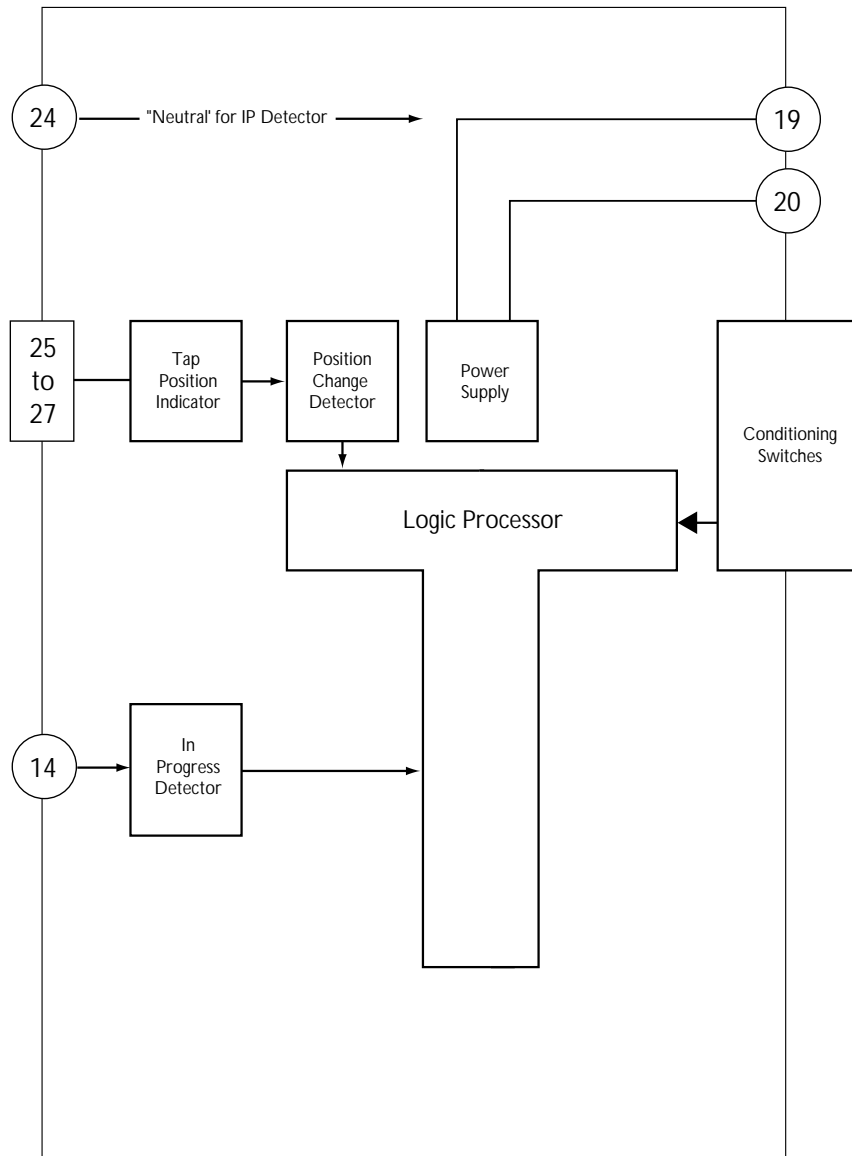 24
"Neutral' for IP Detector
19
20
25
to
27
Tap
Position
Indicator
Position
Change
Detector
Power
Supply
Conditioning
Switches
Logic Processor
14
In
Progress
Detector